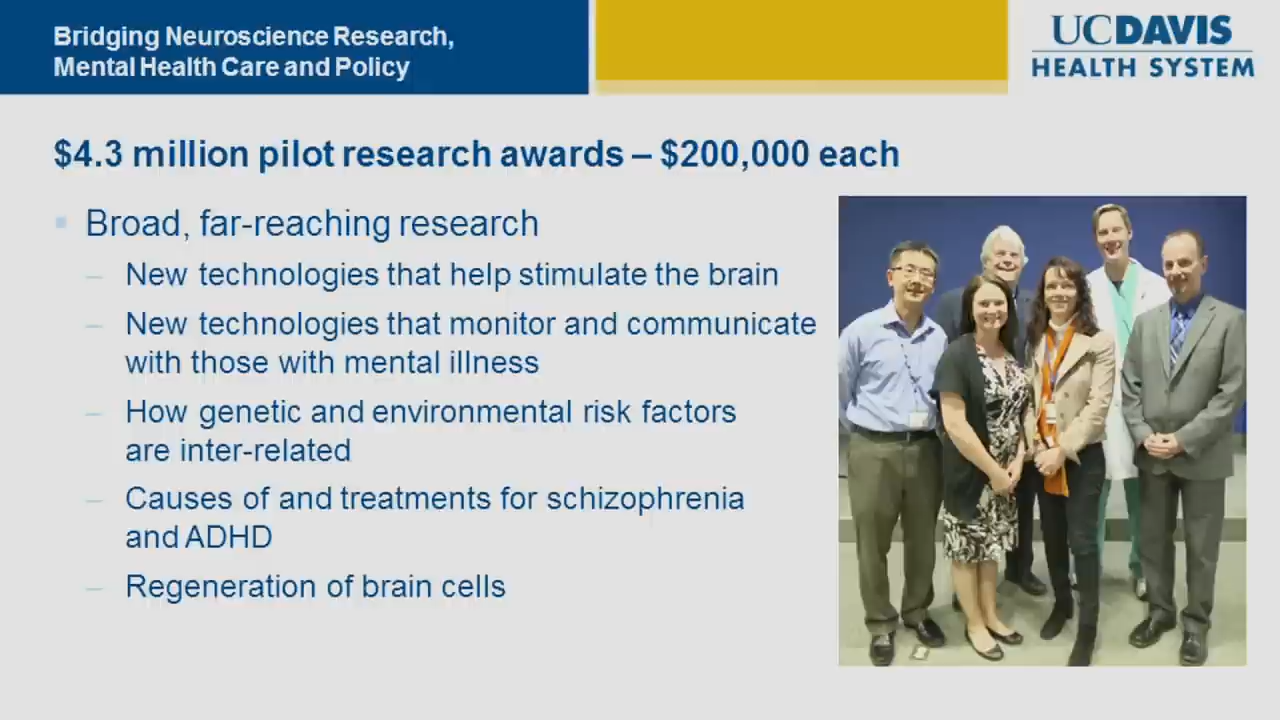 Bridging Neuroscience Research,
Mental Health Care and Policy
UCDAVIS
HEALTH SYSTEM
$4.3 million pilot research awards – $200,000 each
▪ Broad, far-reaching research
– New technologies that help stimulate the brain
– New technologies that monitor and communicate
with those with mental illness
– How genetic and environmental risk factors
are inter-related
– Causes of and treatments for schizophrenia
and ADHD
– Regeneration of brain cells